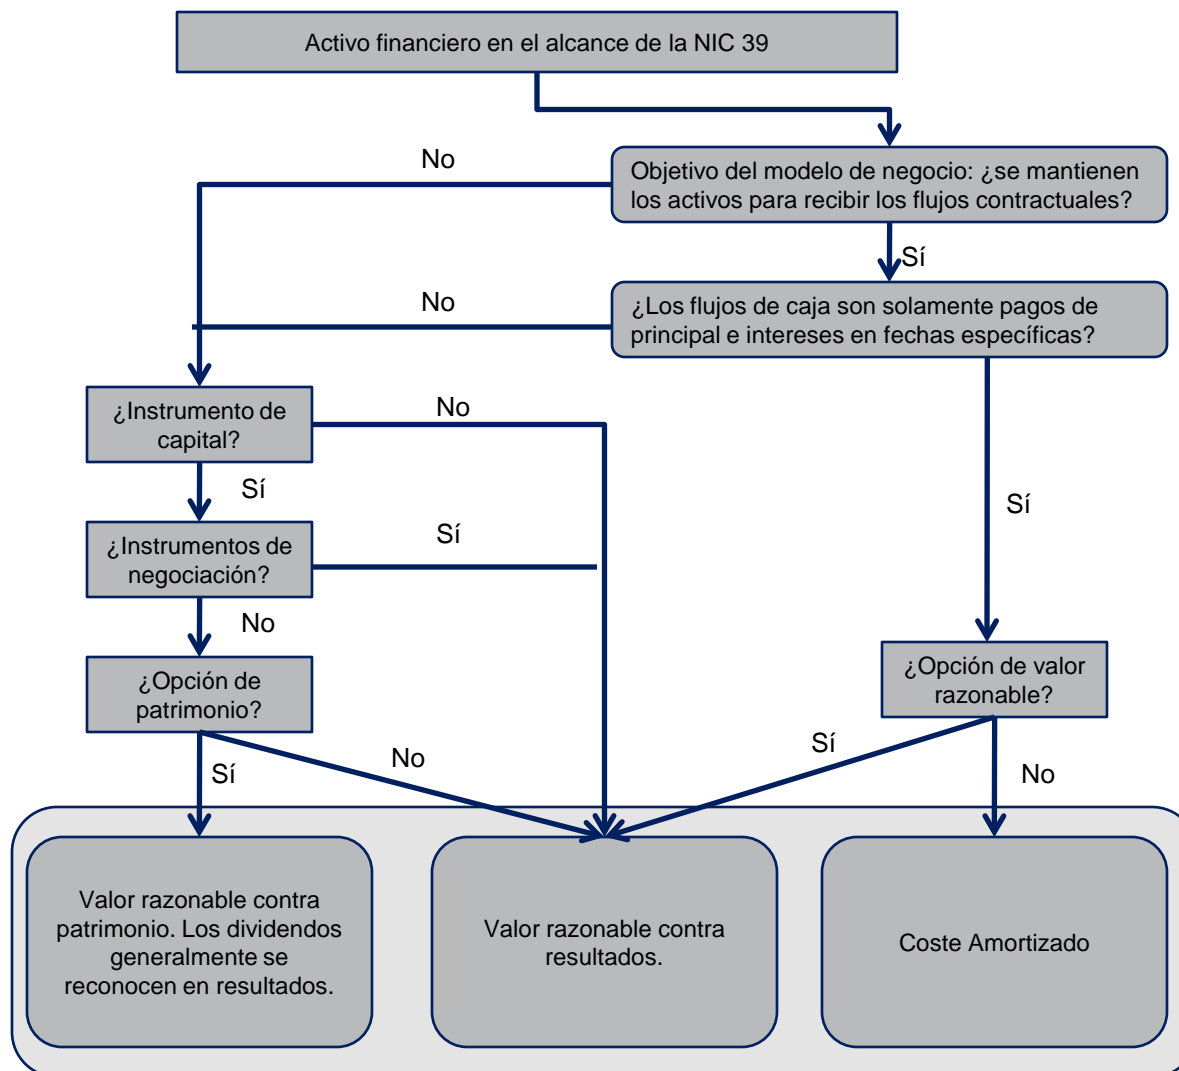 Activo financiero en el alcance de la NIC 39
No
Objetivo del modelo de negocio: ¿se mantienen
los activos para recibir los flujos contractuales?
Sí
No
¿Los flujos de caja son solamente pagos de
principal e intereses en fechas específicas?
¿Instrumento de
capital?
No
Sí
Sí
¿Instrumentos de
negociación?
Sí
No
¿Opción de
patrimonio?
¿Opción de valor
razonable?
Sí
No
Sí
No
Valor razonable contra
patrimonio. Los dividendos
generalmente se
reconocen en resultados.
Valor razonable contra
resultados.
Coste Amortizado